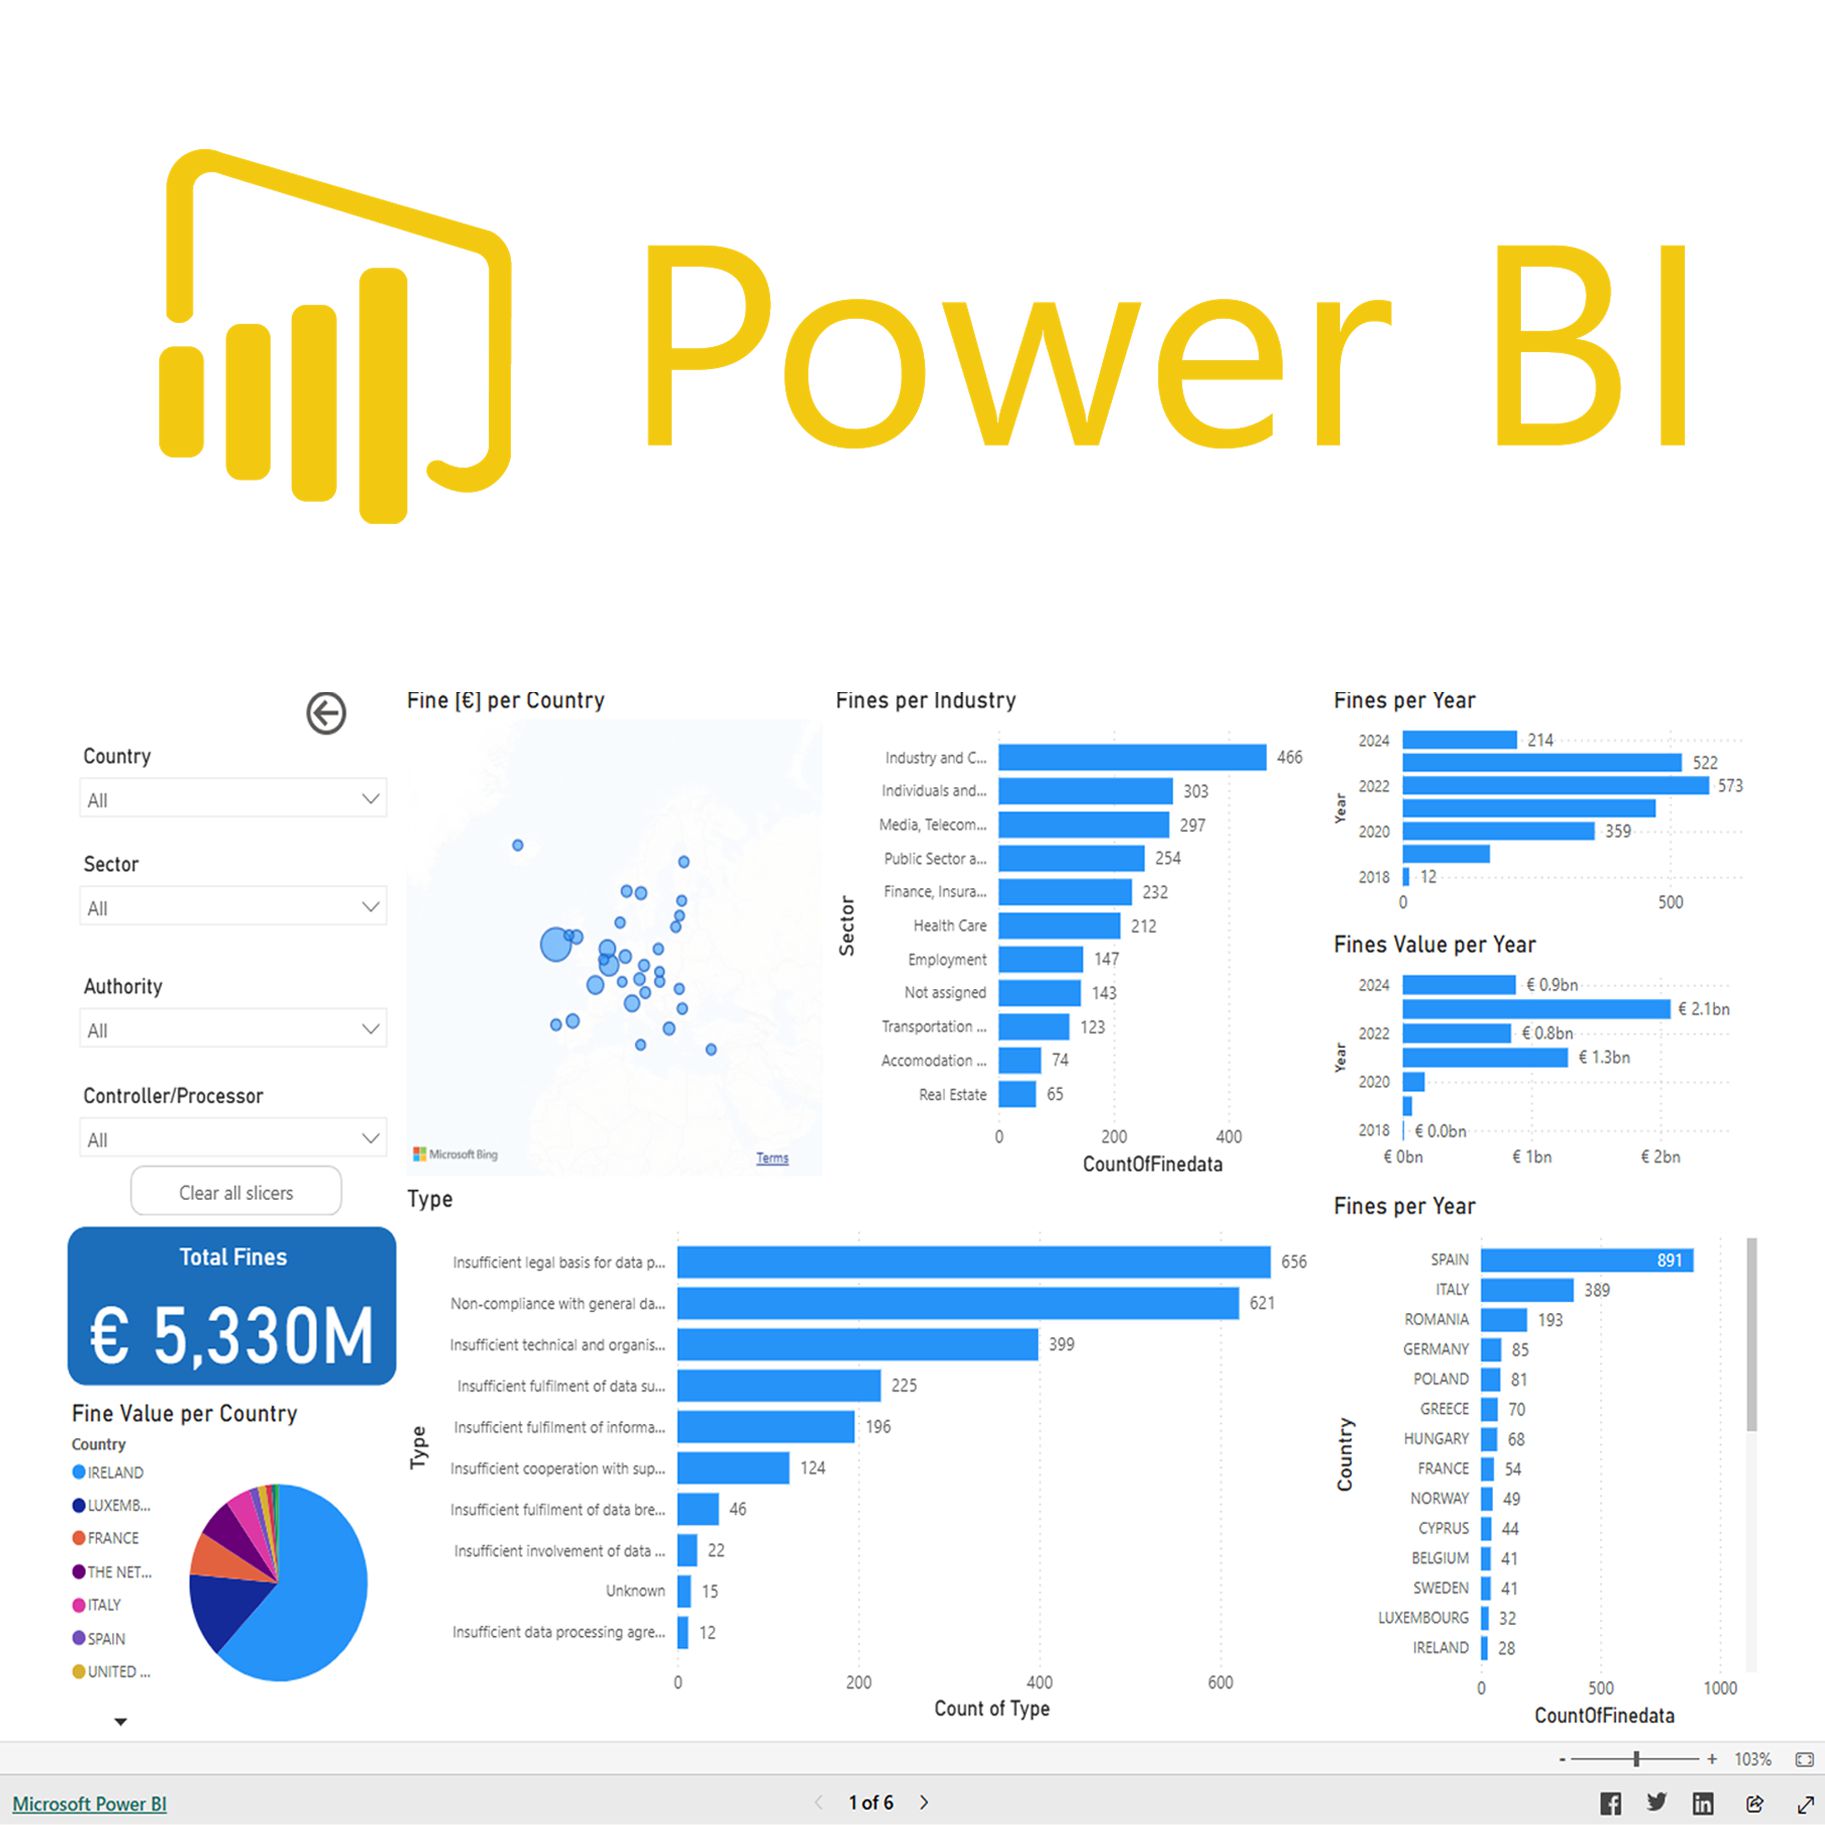 Power BI
Country
All
Sector
All
Authority
All
Controller/Processor
All
Clear all slicers
Total Fines
€ 5,330M
Fine Value per Country
Country
IRELAND
LUXEMB...
FRANCE
THE NET...
ITALY
SPAIN
UNITED ...
Fine [€] per Country
Microsoft Bing
Terms
Fines per Industry
Sector
Industry and C... 466
Individuals and... 303
Media, Telecom... 297
Public Sector a... 254
Finance, Insura... 232
Health Care 212
Employment 147
Not assigned 143
Transportation ... 123
Accomodation ... 74
Real Estate 65
0 200 400
CountOfFinedata
Fines per Year
Year
2024 214
522
2022 573
2020 359
2018 12
0 500
Fines Value per Year
Year
2024 € 0.9bn
€ 2.1bn
2022 € 0.8bn
€ 1.3bn
2020
2018 € 0.0bn
€ 0bn € 1bn € 2bn
Type
Type
Insufficient legal basis for data p... 656
Non-compliance with general da... 621
Insufficient technical and organis... 399
Insufficient fulfilment of data su... 225
Insufficient fulfilment of informa... 196
Insufficient cooperation with sup... 124
Insufficient fulfilment of data bre... 46
Insufficient involvement of data ... 22
Unknown 15
Insufficient data processing agre... 12
0 200 400 600
Count of Type
Fines per Year
Country
SPAIN 891
ITALY 389
ROMANIA 193
GERMANY 85
POLAND 81
GREECE 70
HUNGARY 68
FRANCE 54
NORWAY 49
CYPRUS 44
BELGIUM 41
SWEDEN 41
LUXEMBOURG 32
IRELAND 28
0 500 1000
CountOfFinedata
- + 103%
Microsoft Power BI
1 of 6